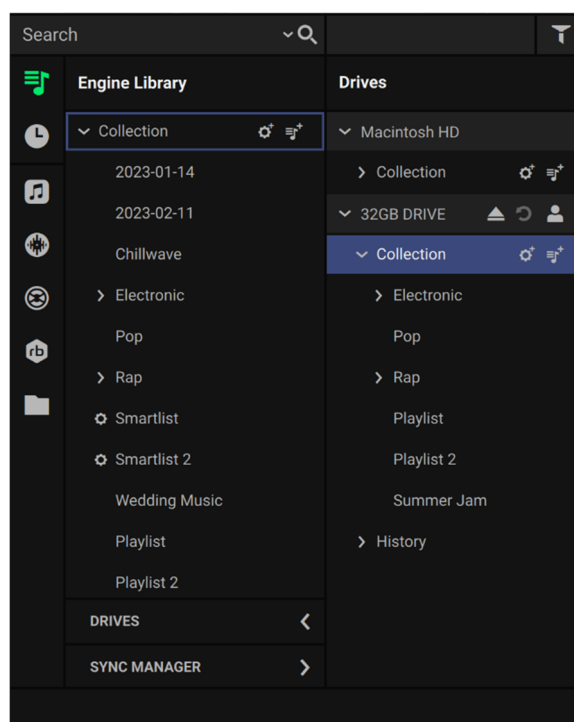 Search
Engine Library
Collection
2023-01-14
2023-02-11
Chillwave
Electronic
Pop
Rap
Smartlist
Smartlist 2
Wedding Music
Playlist
Playlist 2
DRIVES
SYNC MANAGER
rb
Drives
Macintosh HD
Collection
32GB DRIVE
Collection
Electronic
Pop
Rap
Playlist
Playlist 2
Summer Jam
History